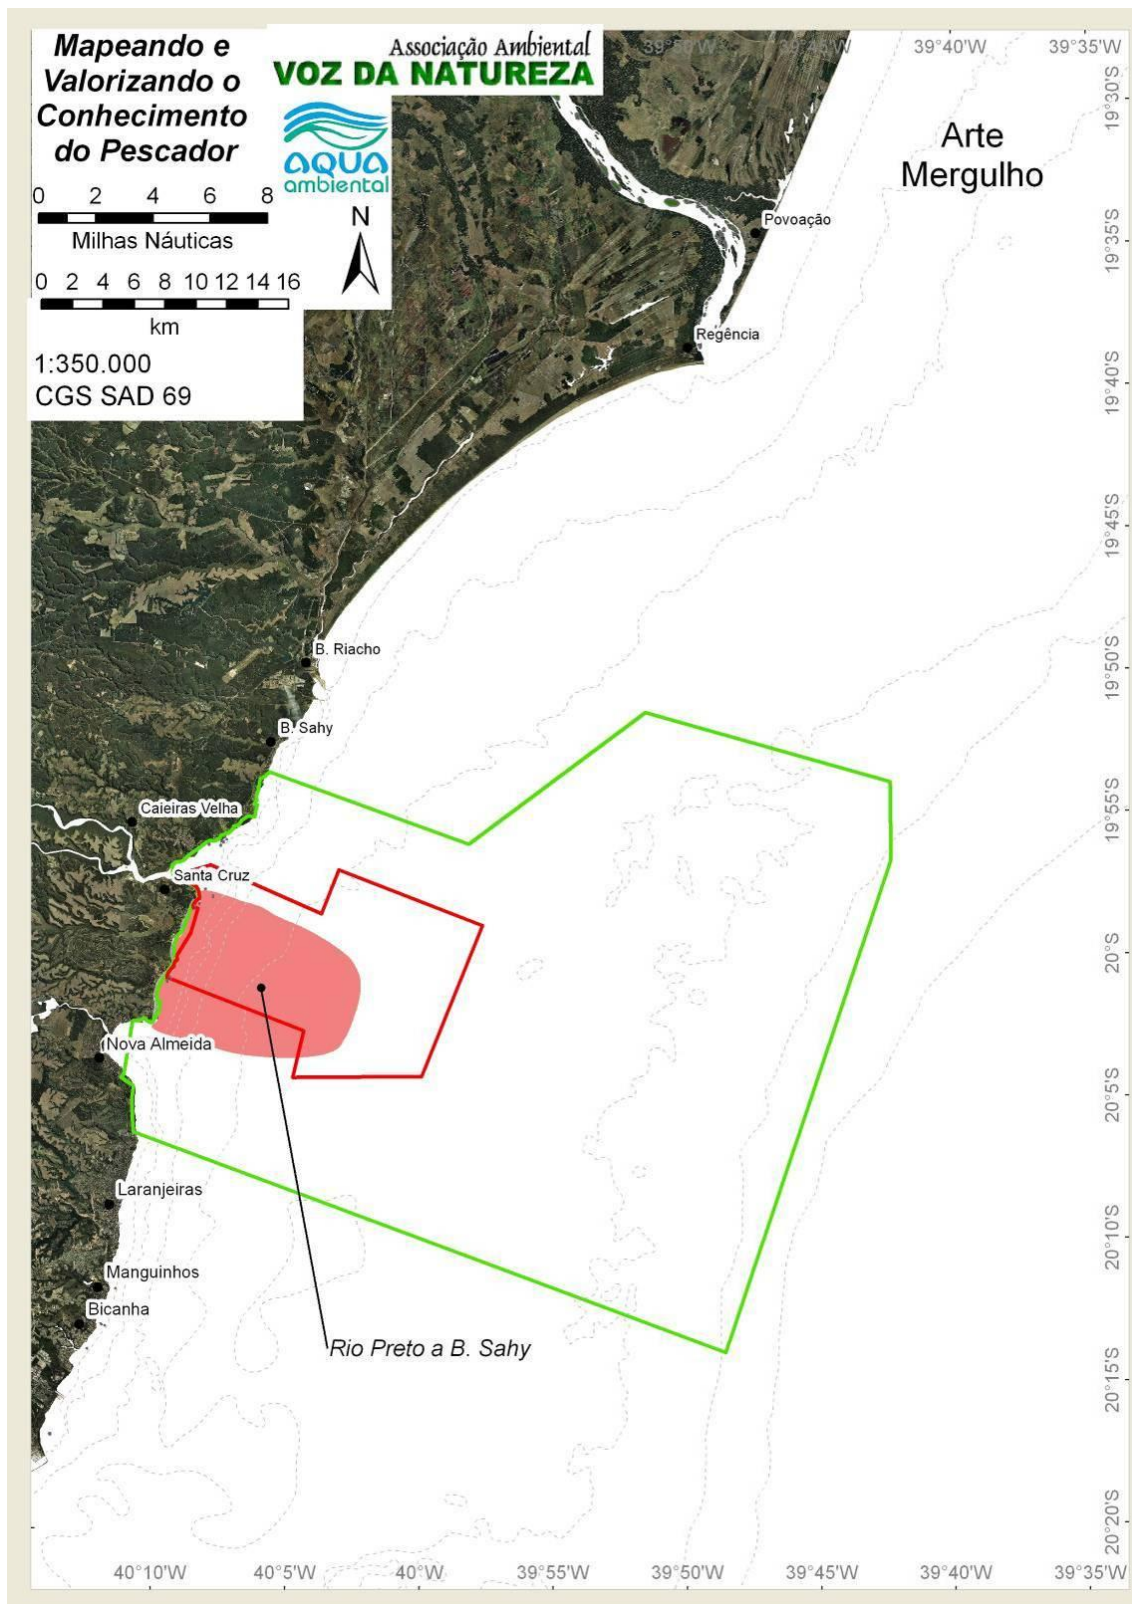 Mapeando e
Valorizando o
Conhecimento
do Pescador
Associação Ambiental
VOZ DA NATUREZA
AQUA
ambiental
N
0 2 4 6 8
Milhas Náuticas
0 2 4 6 8 10 12 14 16
km
1:350.000
CGS SAD 69
Arte
Mergulho
39°50'W 39°45'W 39°40'W 39°35'W
19°30'S
19°35'S
19°40'S
19°45'S
19°50'S
19°55'S
20°S
20°5'S
20°10'S
20°15'S
20°20'S
Povoação
Regência
B. Riacho
B. Sahy
Caieiras Velha
Santa Cruz
Nova Almeida
Laranjeiras
Manguinhos
Bicanha
Rio Preto a B. Sahy
40°10'W 40°5'W 40°W 39°55'W 39°50'W 39°45'W 39°40'W 39°35'W